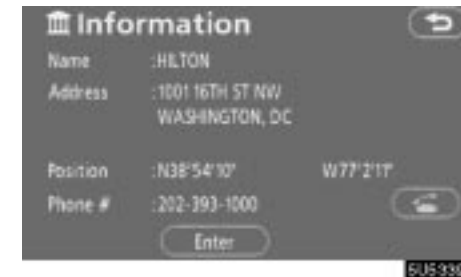 Information
Name :HILTON
Address :1001 16TH ST NW
WASHINGTON, DC
Position :N38°54'10" W77°2'11"
Phone # :202-393-1000
Enter
5U5336